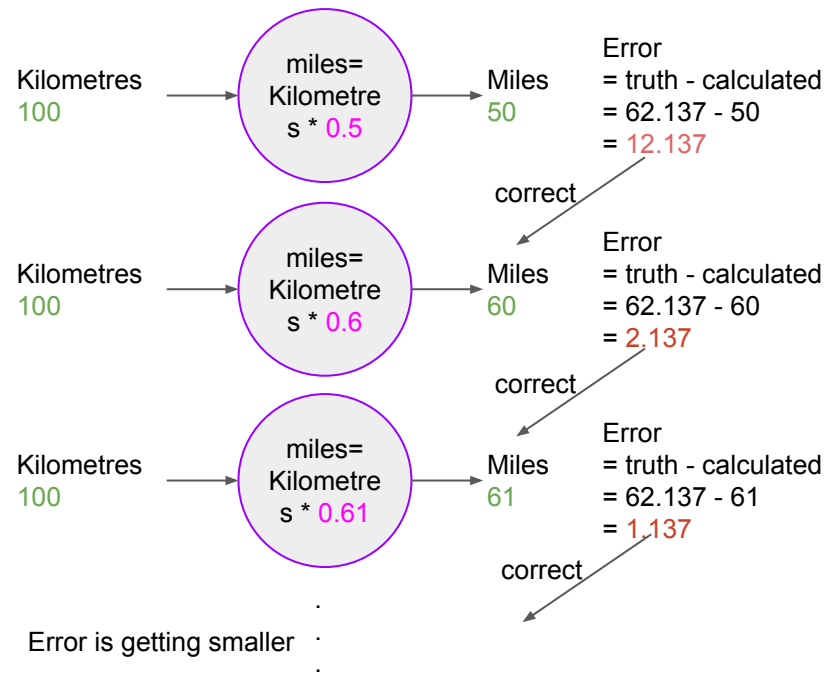 Kilometres
100
miles=
Kilometre
s * 0.5
Miles
50
Error
= truth - calculated
= 62.137 - 50
= 12.137
correct
Kilometres
100
miles=
Kilometre
s * 0.6
Miles
60
Error
= truth - calculated
= 62.137 - 60
= 2.137
correct
Kilometres
100
miles=
Kilometre
s * 0.61
Miles
61
Error
= truth - calculated
= 62.137 - 61
= 1.137
correct
.
Error is getting smaller .
.